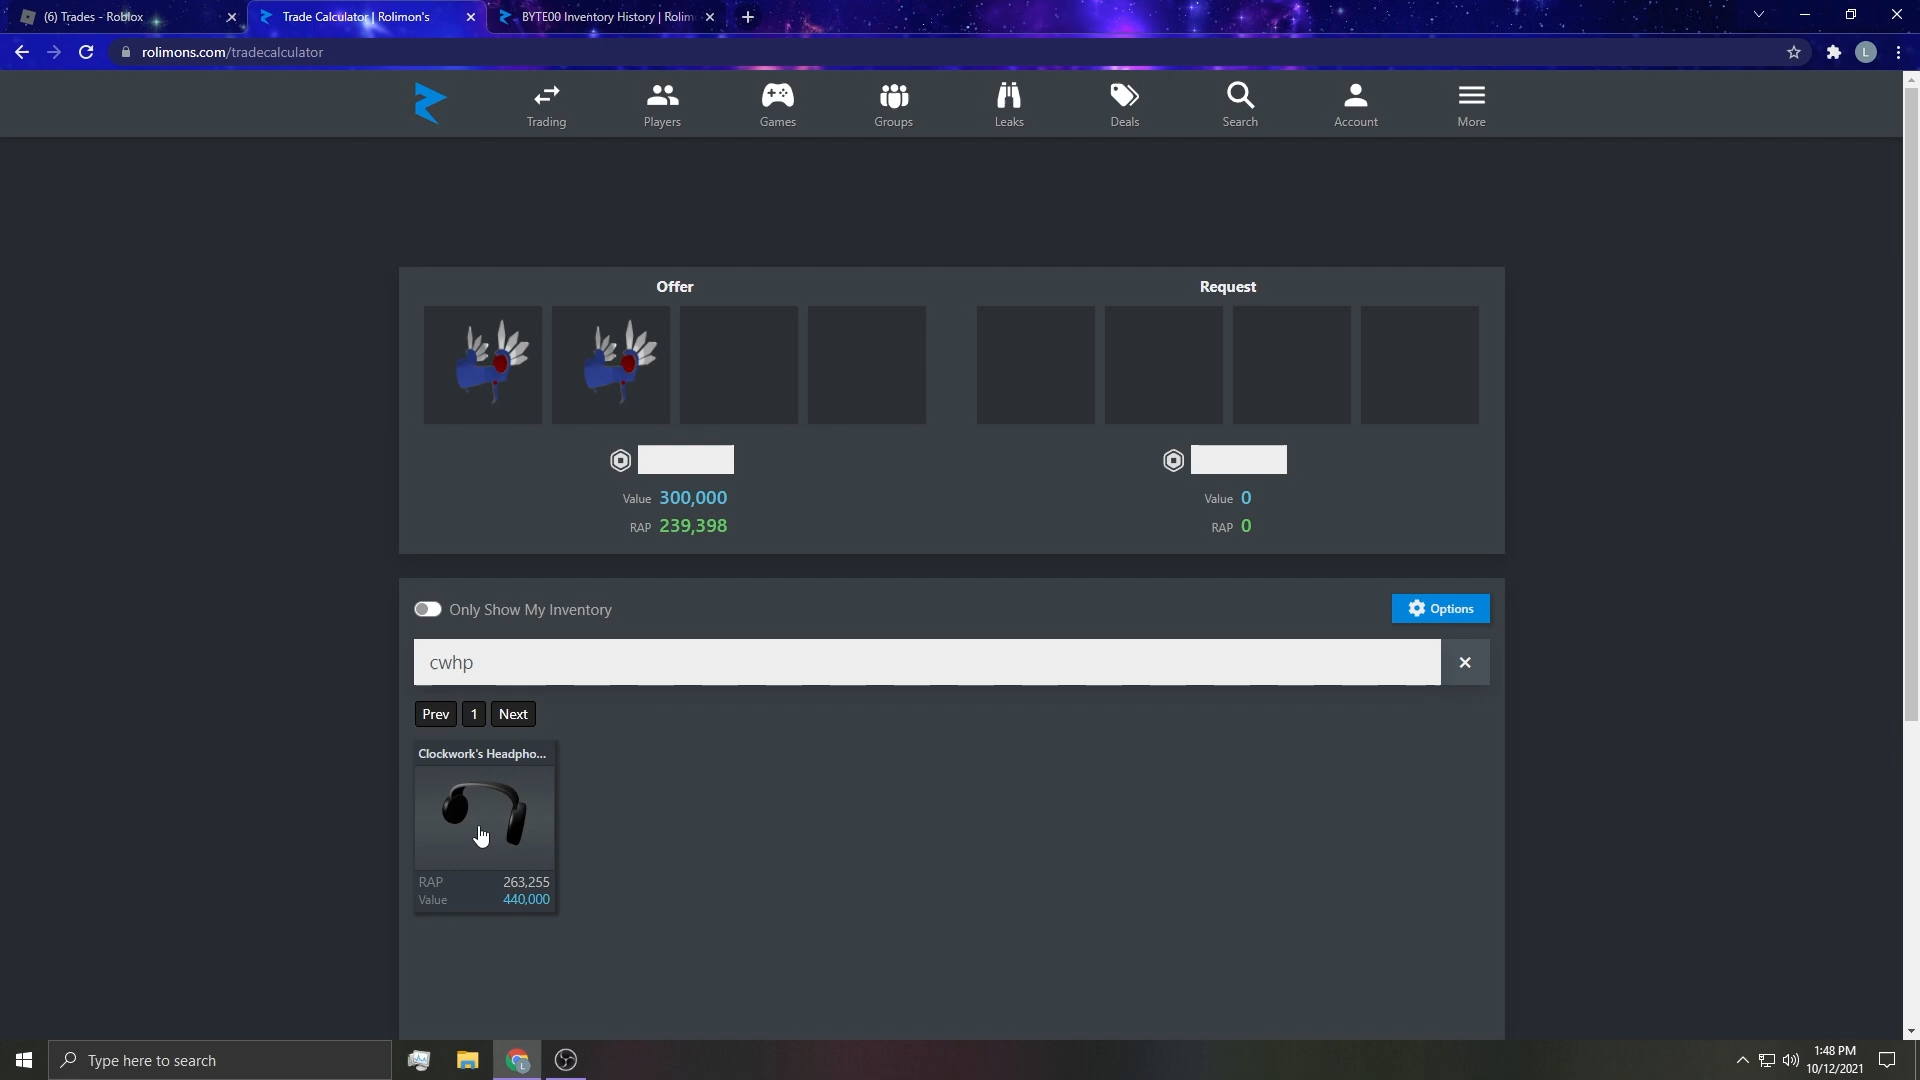 (6) Trades - Roblox
Trade Calculator | Rolimon's
BYTE00 Inventory History | Rolim
rolimons.com/tradecalculator
L
Trading
Players
Games
Groups
Leaks
Deals
Search
Account
More
Offer
Request
Value 300,000
RAP 239,398
Value 0
RAP 0
Only Show My Inventory
Options
cwhp
Prev 1 Next
Clockwork's Headpho...
RAP 263,255
Value 440,000
Type here to search
L
1:48 PM
10/12/2021